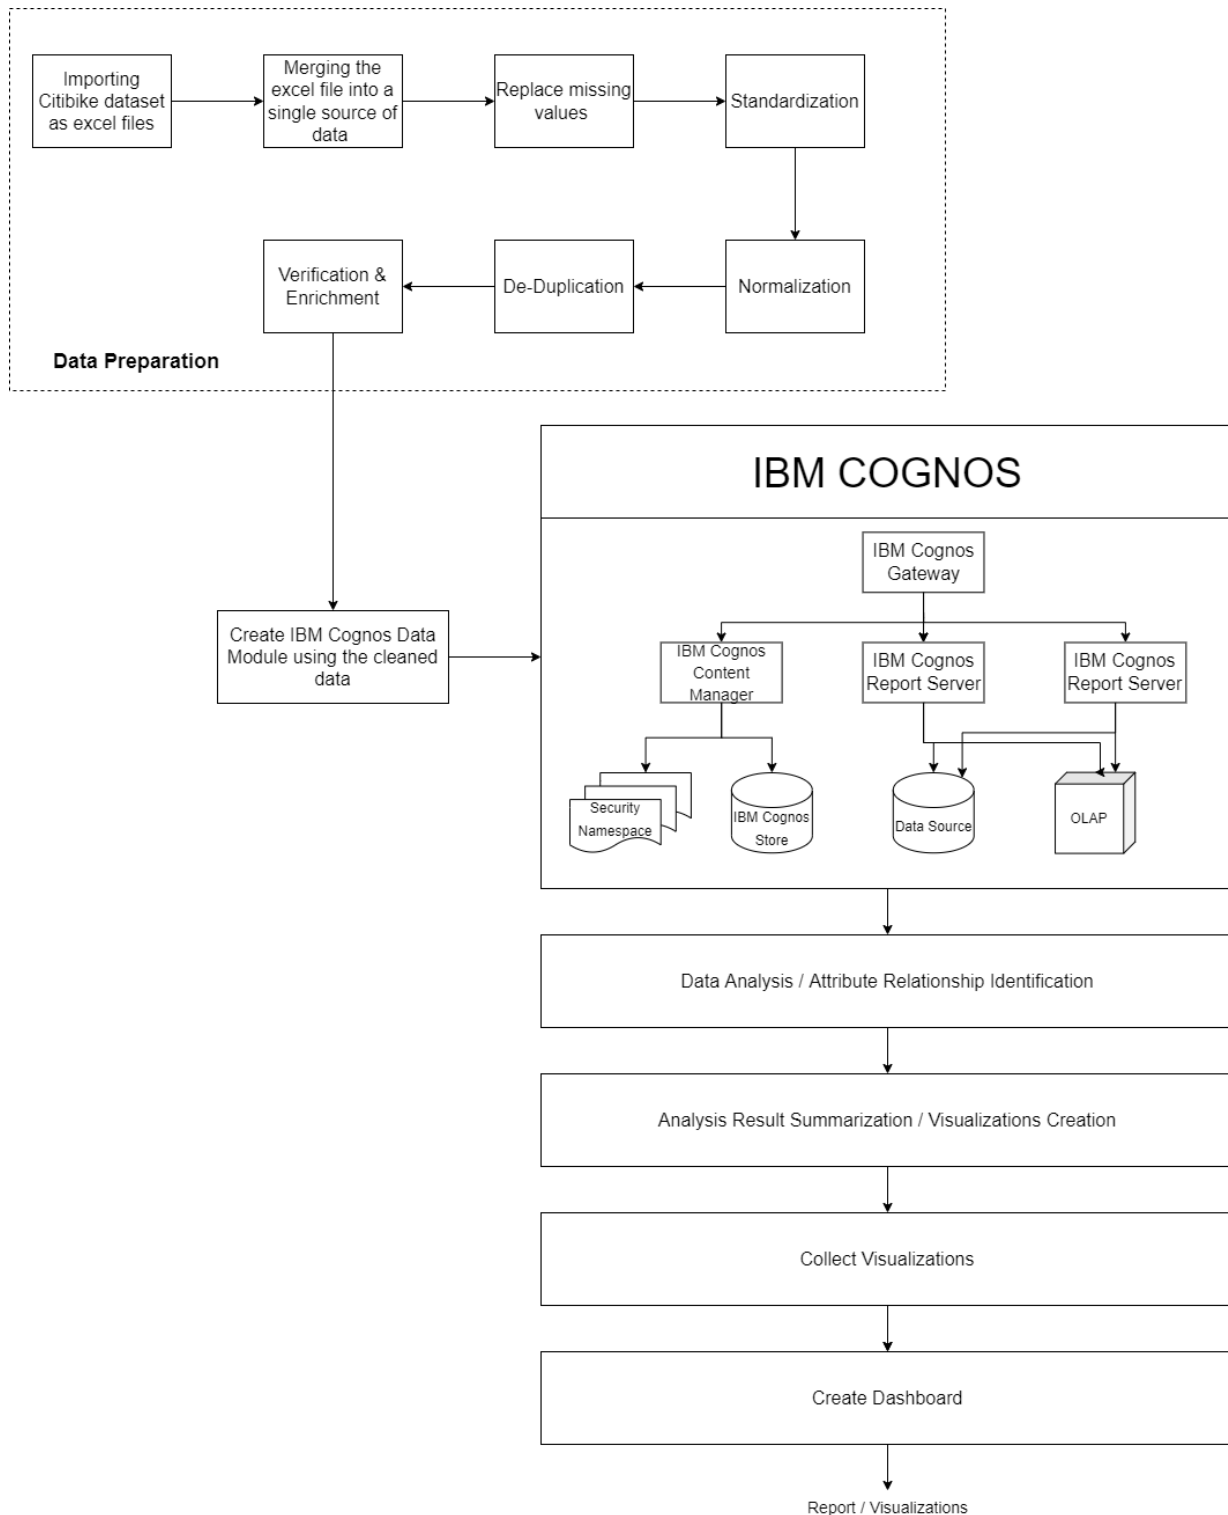 Importing
Citibike dataset
as excel files
Merging the
excel file into a
single source of
data
Replace missing
values
Standardization
Verification &
Enrichment
De-Duplication
Normalization
Data Preparation
IBM COGNOS
IBM Cognos
Gateway
Create IBM Cognos Data
Module using the cleaned
data
IBM Cognos
Content
Manager
IBM Cognos
Report Server
IBM Cognos
Report Server
Security
Namespace
IBM Cognos
Store
Data Source
OLAP
Data Analysis / Attribute Relationship Identification
Analysis Result Summarization / Visualizations Creation
Collect Visualizations
Create Dashboard
Report / Visualizations